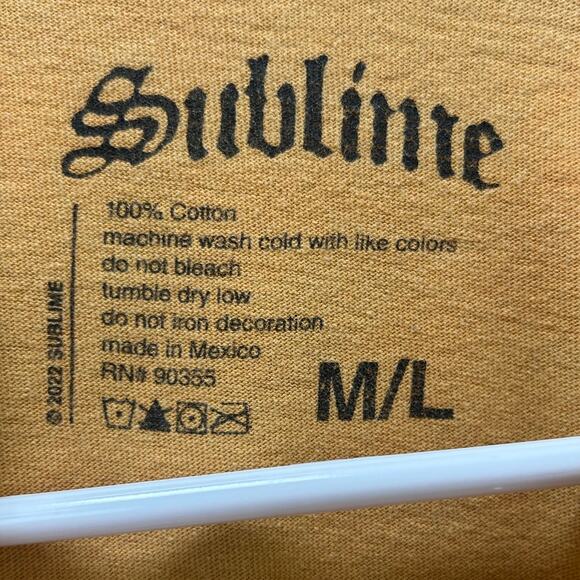 Sublime
100% Cotton
machine wash cold with like colors
do not bleach
tumble dry low
do not iron decoration
made in Mexico
RN# 90355
© 2022 SUBLIME
M/L